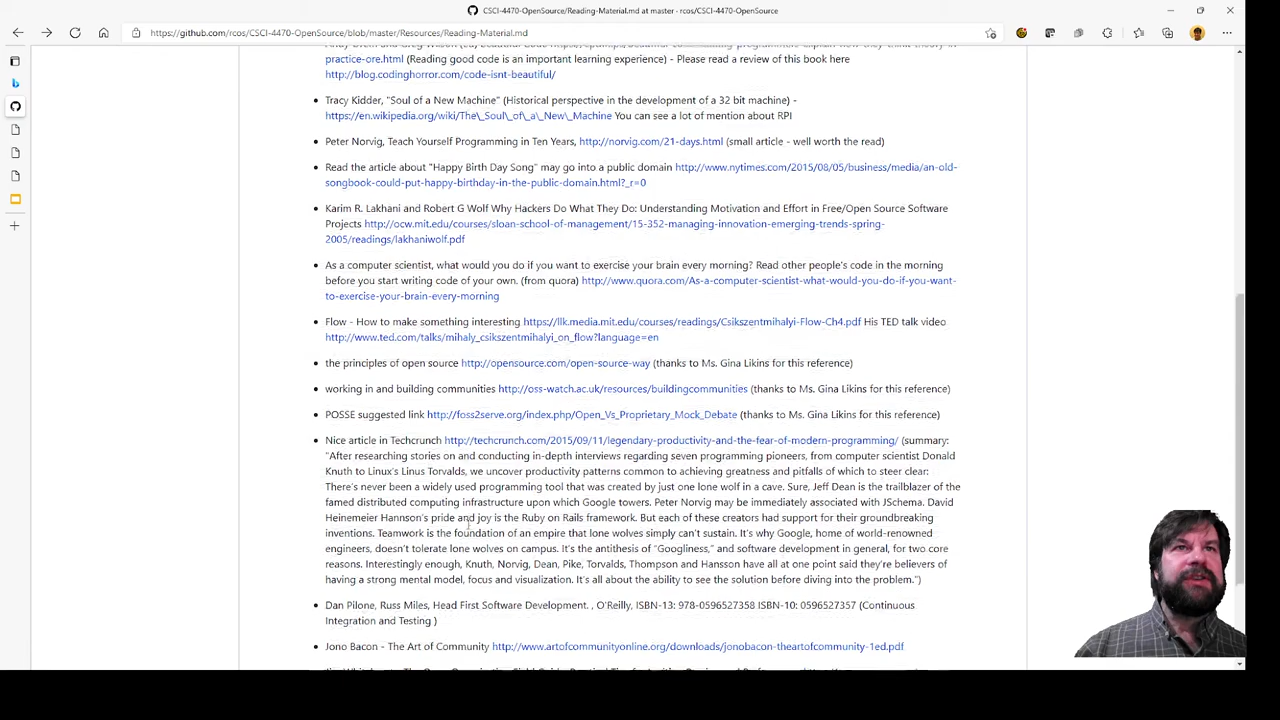 CSCI-4470-OpenSource/Reading-Material.md at master · rcos/CSCI-4470-OpenSource
https://github.com/rcos/CSCI-4470-OpenSource/blob/master/Resources/Reading-Material.md
practice-ore.html (Reading good code is an important learning experience) - Please read a review of this book here
http://blog.codinghorror.com/code-isnt-beautiful/
Tracy Kidder, "Soul of a New Machine" (Historical perspective in the development of a 32 bit machine) -
https://en.wikipedia.org/wiki/The\_Soul\_of\_a\_New\_Machine You can see a lot of mention about RPI
Peter Norvig, Teach Yourself Programming in Ten Years, http://norvig.com/21-days.html (small article - well worth the read)
Read the article about "Happy Birth Day Song" may go into a public domain http://www.nytimes.com/2015/08/05/business/media/an-old-
songbook-could-put-happy-birthday-in-the-public-domain.html?_r=0
Karim R. Lakhani and Robert G Wolf Why Hackers Do What They Do: Understanding Motivation and Effort in Free/Open Source Software
Projects http://ocw.mit.edu/courses/sloan-school-of-management/15-352-managing-innovation-emerging-trends-spring-
2005/readings/lakhaniwolf.pdf
As a computer scientist, what would you do if you want to exercise your brain every morning? Read other people's code in the morning
before you start writing code of your own. (from quora) http://www.quora.com/As-a-computer-scientist-what-would-you-do-if-you-want-
to-exercise-your-brain-every-morning
Flow - How to make something interesting https://llk.media.mit.edu/courses/readings/Csikszentmihalyi-Flow-Ch4.pdf His TED talk video
http://www.ted.com/talks/mihaly_csikszentmihalyi_on_flow?language=en
the principles of open source http://opensource.com/open-source-way (thanks to Ms. Gina Likins for this reference)
working in and building communities http://oss-watch.ac.uk/resources/buildingcommunities (thanks to Ms. Gina Likins for this reference)
POSSE suggested link http://foss2serve.org/index.php/Open_Vs_Proprietary_Mock_Debate (thanks to Ms. Gina Likins for this reference)
Nice article in Techcrunch http://techcrunch.com/2015/09/11/legendary-productivity-and-the-fear-of-modern-programming/ (summary:
"After researching stories on and conducting in-depth interviews regarding seven programming pioneers, from computer scientist Donald
Knuth to Linux's Linus Torvalds, we uncover productivity patterns common to achieving greatness and pitfalls of which to steer clear:
There's never been a widely used programming tool that was created by just one lone wolf in a cave. Sure, Jeff Dean is the trailblazer of the
famed distributed computing infrastructure upon which Google towers. Peter Norvig may be immediately associated with JSchema. David
Heinemeier Hannson's pride and joy is the Ruby on Rails framework. But each of these creators had support for their groundbreaking
inventions. Teamwork is the foundation of an empire that lone wolves simply can't sustain. It's why Google, home of world-renowned
engineers, doesn't tolerate lone wolves on campus. It's the antithesis of "Googliness," and software development in general, for two core
reasons. Interestingly enough, Knuth, Norvig, Dean, Pike, Torvalds, Thompson and Hansson have all at one point said they're believers of
having a strong mental model, focus and visualization. It's all about the ability to see the solution before diving into the problem.")
Dan Pilone, Russ Miles, Head First Software Development. , O'Reilly, ISBN-13: 978-0596527358 ISBN-10: 0596527357 (Continuous
Integration and Testing )
Jono Bacon - The Art of Community http://www.artofcommunityonline.org/downloads/jonobacon-theartofcommunity-1ed.pdf